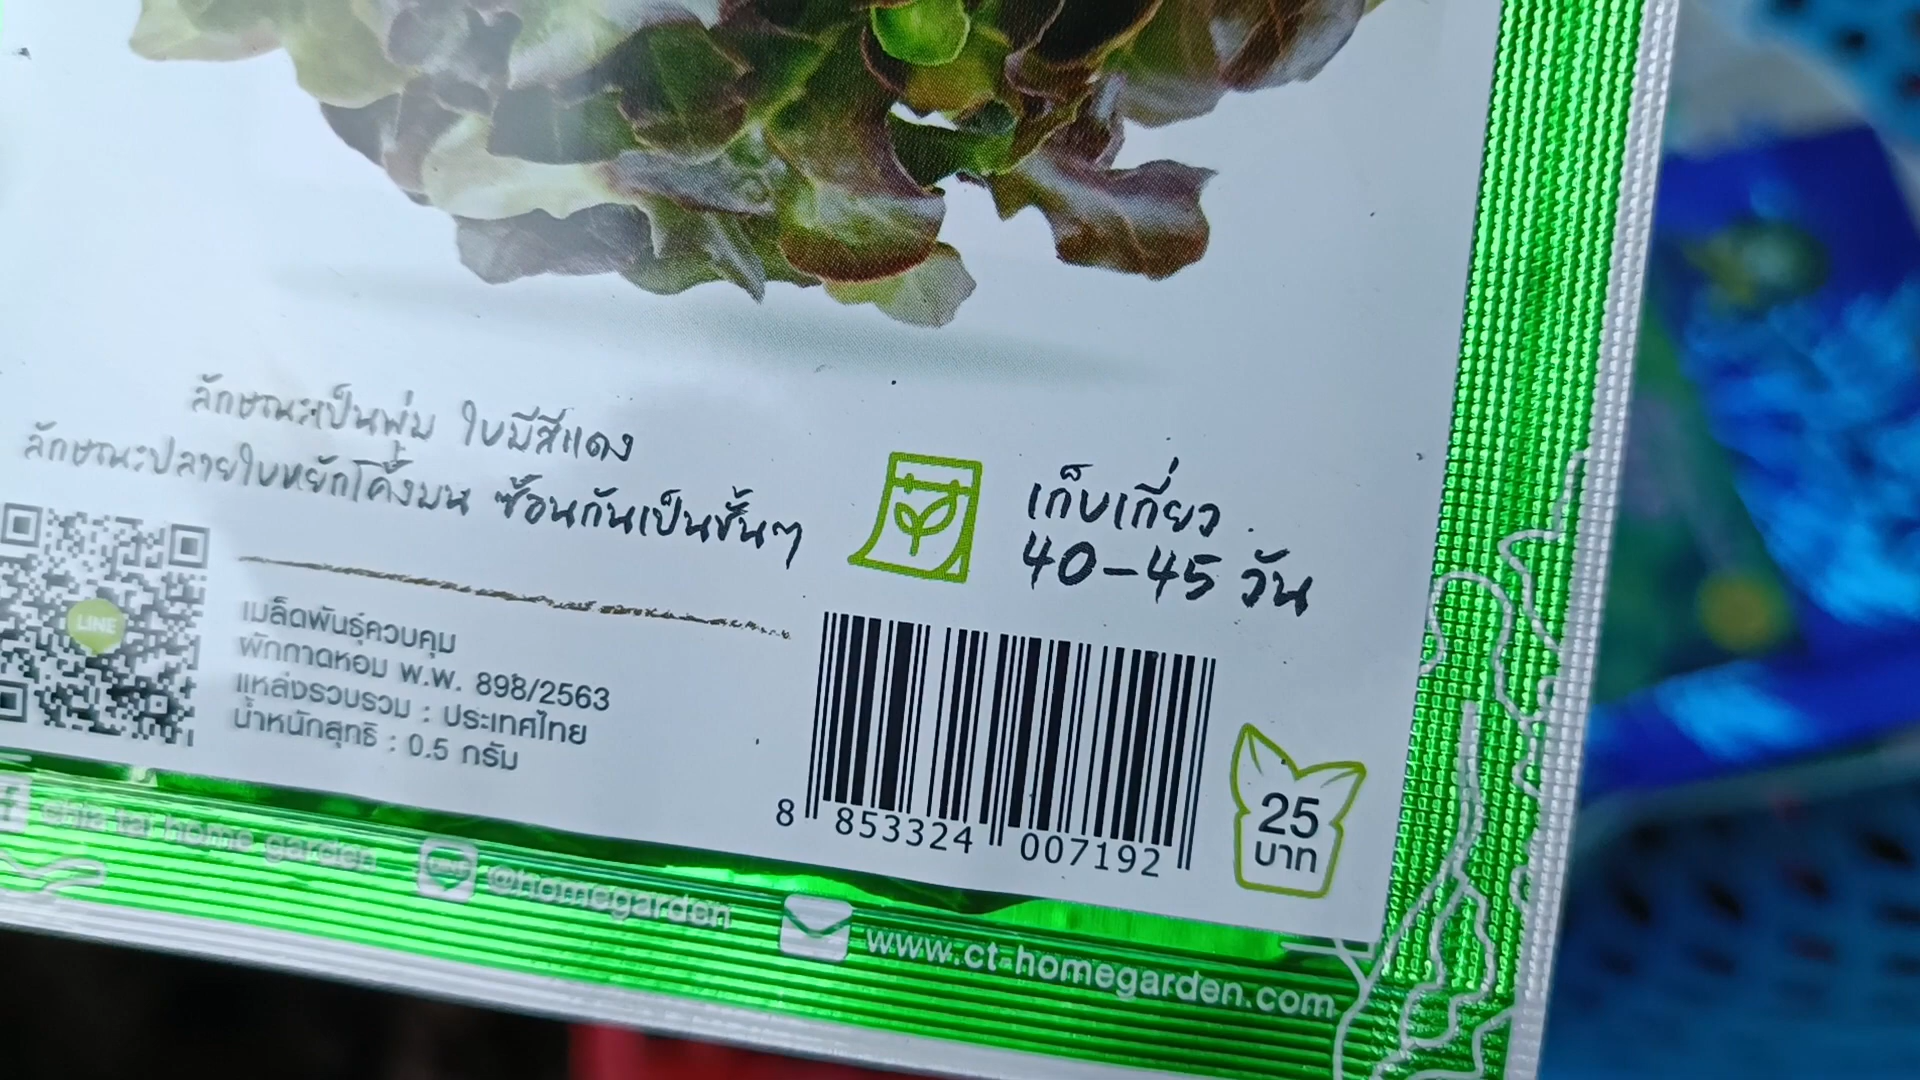 ลักษณะเป็นพุ่ม ใบมีสีแดง
ลักษณะปลายใบหยักโค้งมน ซ้อนกันเป็นชั้นๆ
เก็บเกี่ยว
40-45 วัน
LINE
เมล็ดพันธุ์ควบคุม
ผักกาดหอม พ.พ. 898/2563
แหล่งรวบรวม : ประเทศไทย
น้ำหนักสุทธิ : 0.5 กรัม
8 853324 007192
25
บาท
chia tai home garden
@homegarden
www.ct-homegarden.com